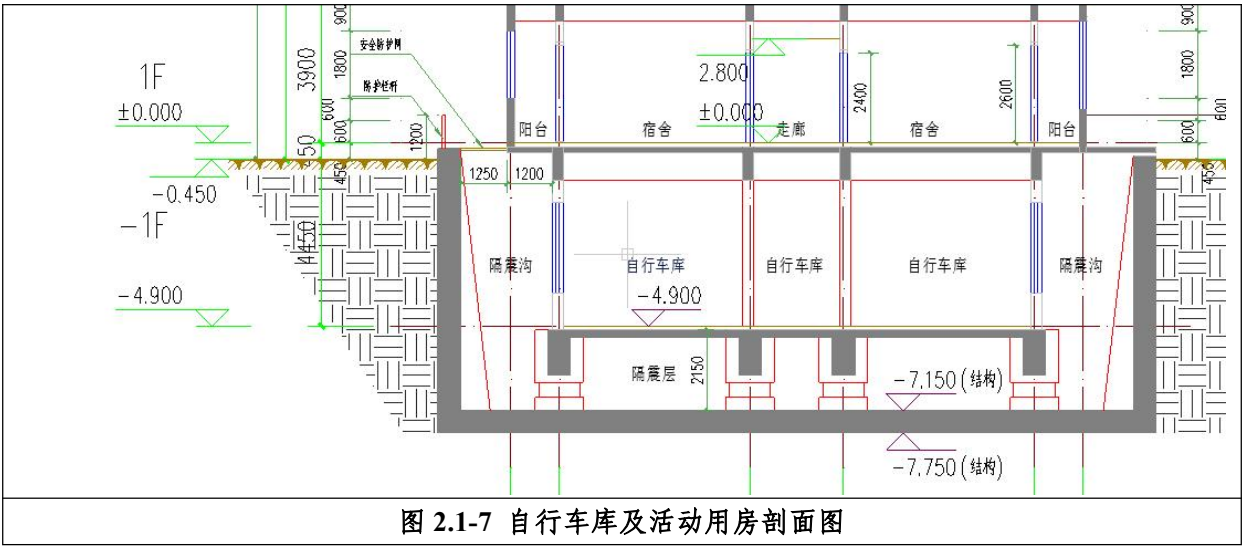 900
900
安全防护网
1F
3900
1800
2.800
1800
防护栏杆
2400
2600
±0.000
600
±0.000
600
1200
600
阳台
宿舍
走廊
宿舍
阳台
600
450
-0.450
450
1250
1200
450
-1F
4450
隔震沟
自行车库
自行车库
自行车库
隔震沟
-4.900
-4.900
隔震层
2150
-7.150(结构)
-7.750(结构)
图 2.1-7 自行车库及活动用房剖面图